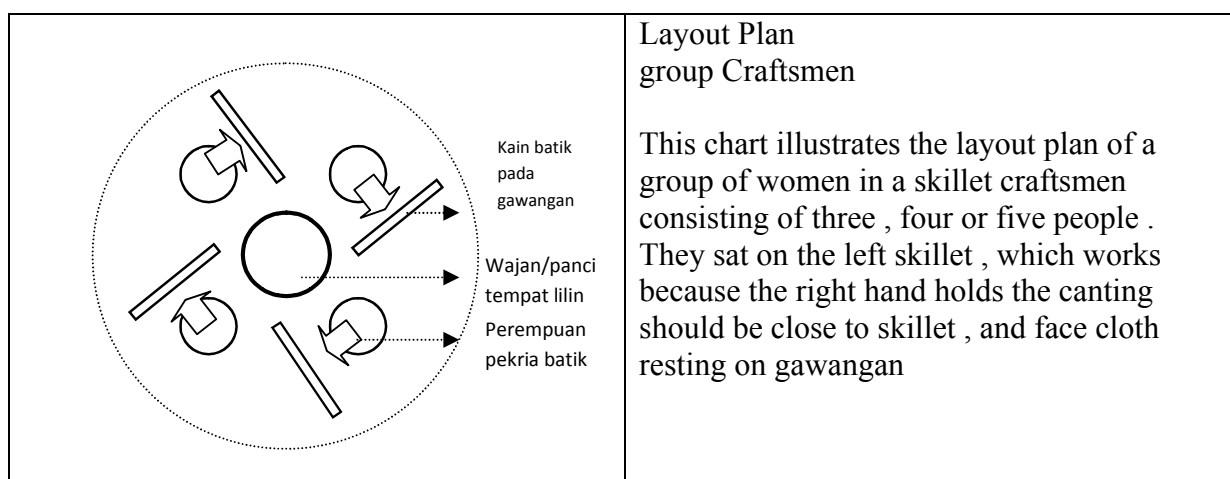 Kain batik
pada
gawangan
Wajan/panci
tempat lilin
Perempuan
pekria batik
Layout Plan
group Craftsmen
This chart illustrates the layout plan of a
group of women in a skillet craftsmen
consisting of three , four or five people .
They sat on the left skillet , which works
because the right hand holds the canting
should be close to skillet , and face cloth
resting on gawangan